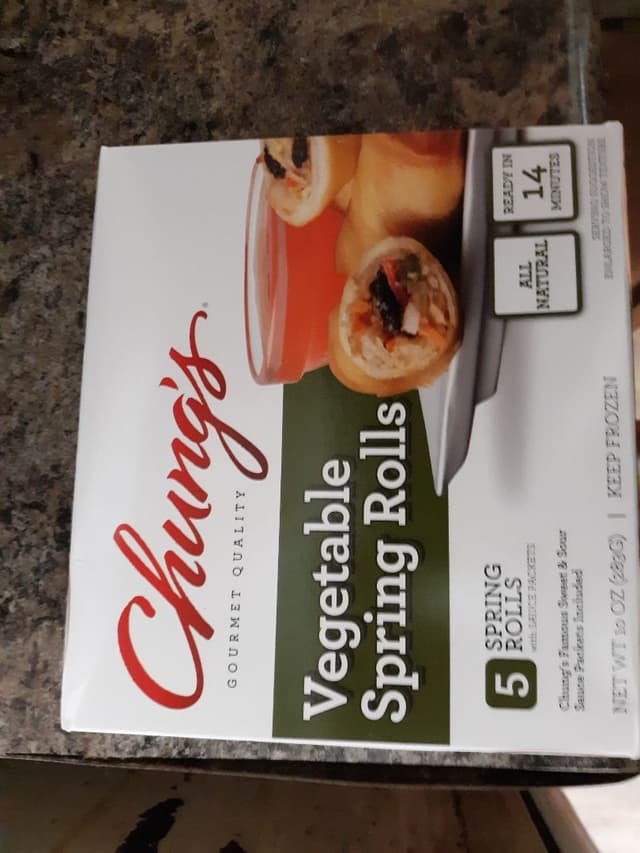 Chung's®
GOURMET QUALITY
Vegetable
Spring Rolls
5 SPRING
ROLLS
with SAUCE PACKETS
Chung's Famous Sweet & Sour
Sauce Packets Included
ALL
NATURAL
READY IN
14
MINUTES
SERVING SUGGESTION
ENLARGED TO SHOW TEXTURE
NET WT 10 OZ (283G) | KEEP FROZEN